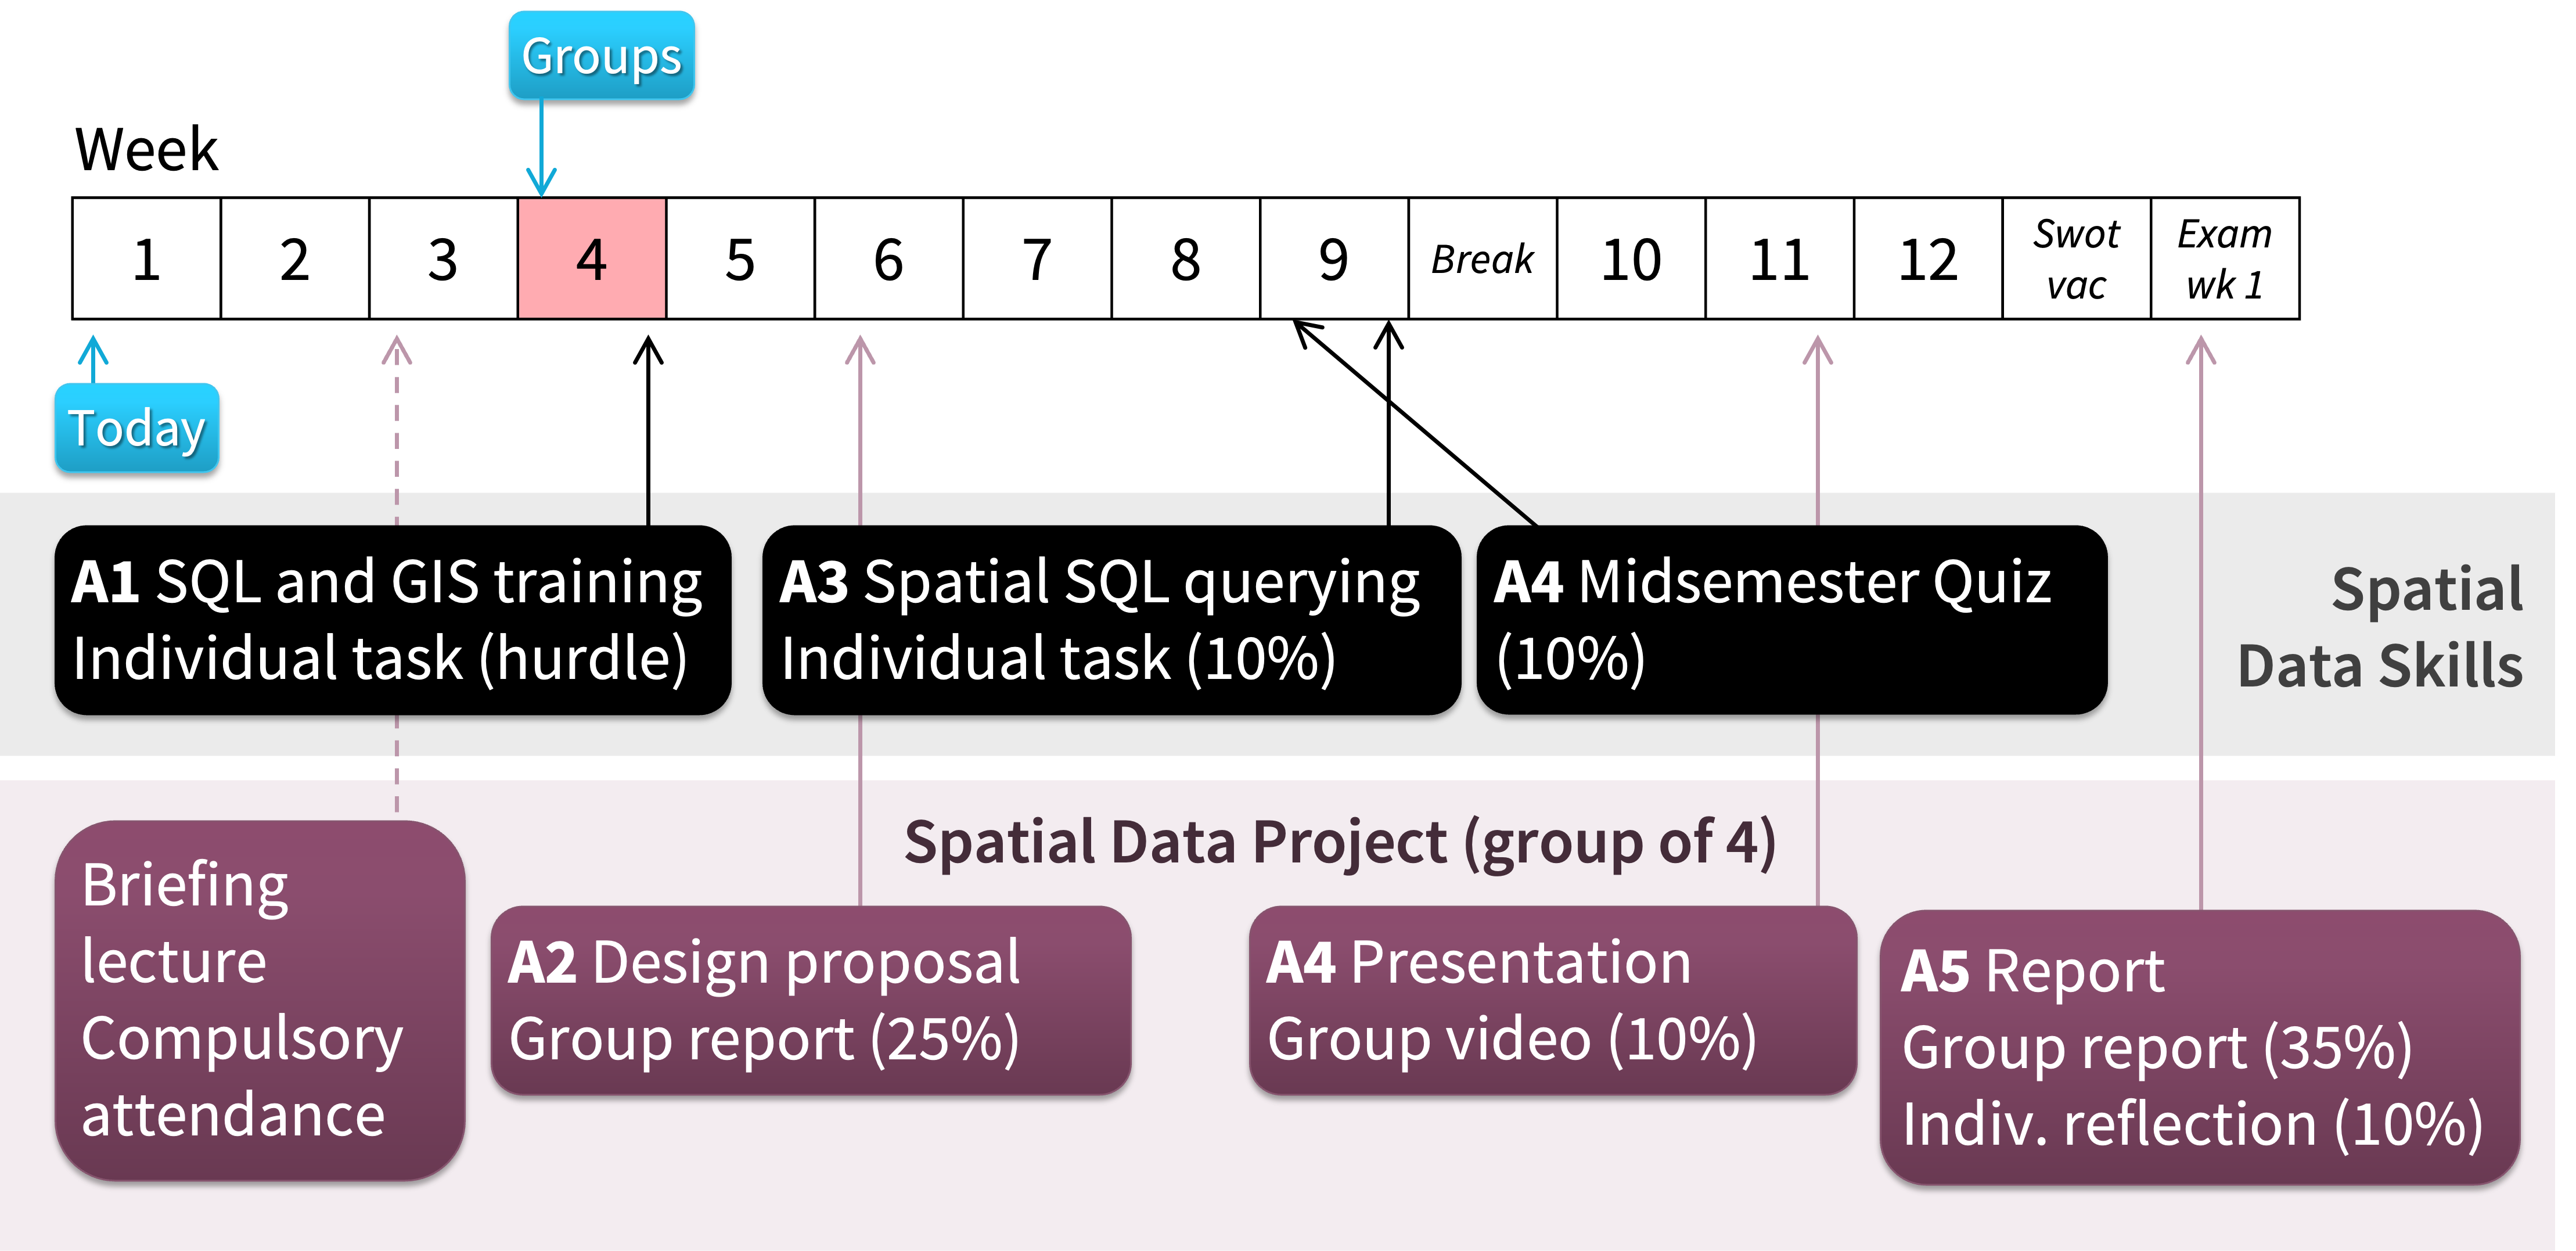 Groups
Week
1 2 3 4 5 6 7 8 9 Break 10 11 12 Swot vac Exam wk 1
Today
A1 SQL and GIS training
Individual task (hurdle)
A3 Spatial SQL querying
Individual task (10%)
A4 Midsemester Quiz
(10%)
Spatial
Data Skills
Spatial Data Project (group of 4)
Briefing
lecture
Compulsory
attendance
A2 Design proposal
Group report (25%)
A4 Presentation
Group video (10%)
A5 Report
Group report (35%)
Indiv. reflection (10%)